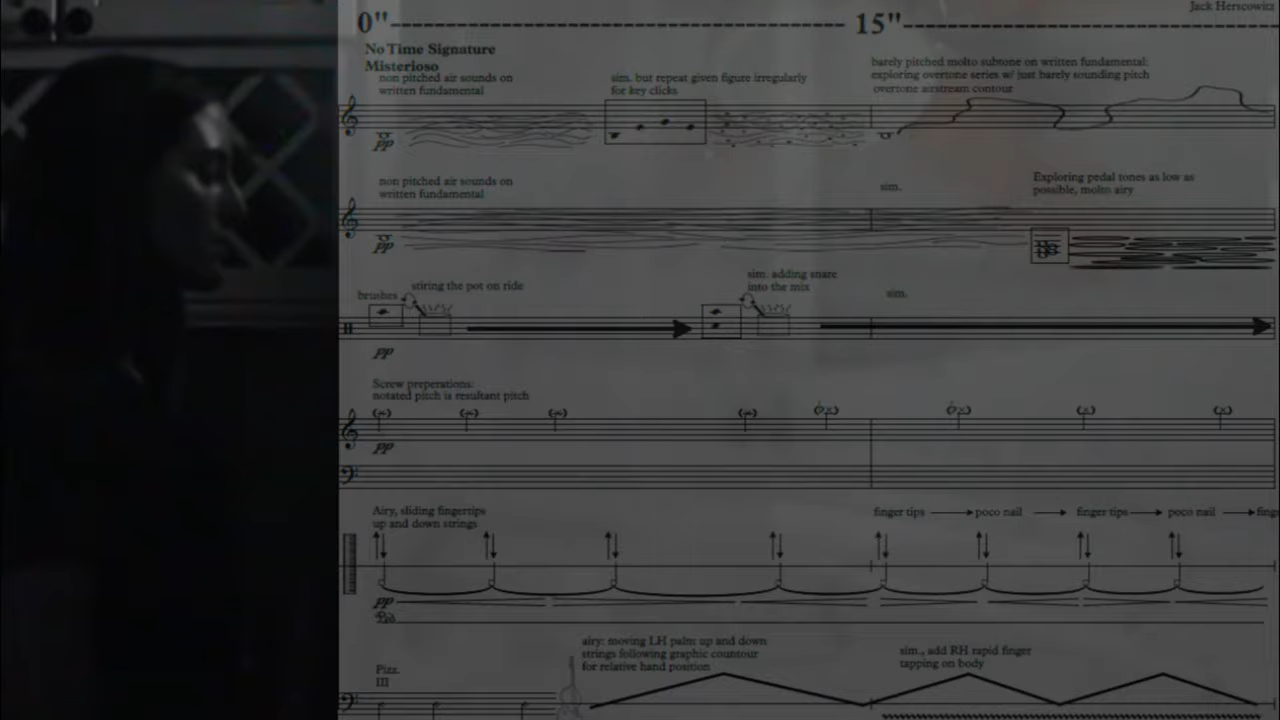 Jack Herscowitz
0" 15"
No Time Signature
Misterioso
non pitched air sounds on
written fundamental
sim. but repeat given figure irregularly
for key clicks
barely pitched molto subtone on written fundamental:
exploring overtone series w/ just barely sounding pitch
overtone airstream contour
pp
non pitched air sounds on
written fundamental
sim.
Exploring pedal tones as low as
possible, molto airy
pp
brushes
stiring the pot on ride
sim. adding snare
into the mix
sim.
pp
Screw preperations:
notated pitch is resultant pitch
pp
Airy, sliding fingertips
up and down strings
finger tips poco nail finger tips poco nail fing
pp
Ped
airy: moving LH palm up and down
strings following graphic countour
for relative hand position
sim., add RH rapid finger
tapping on body
Pizz.
III